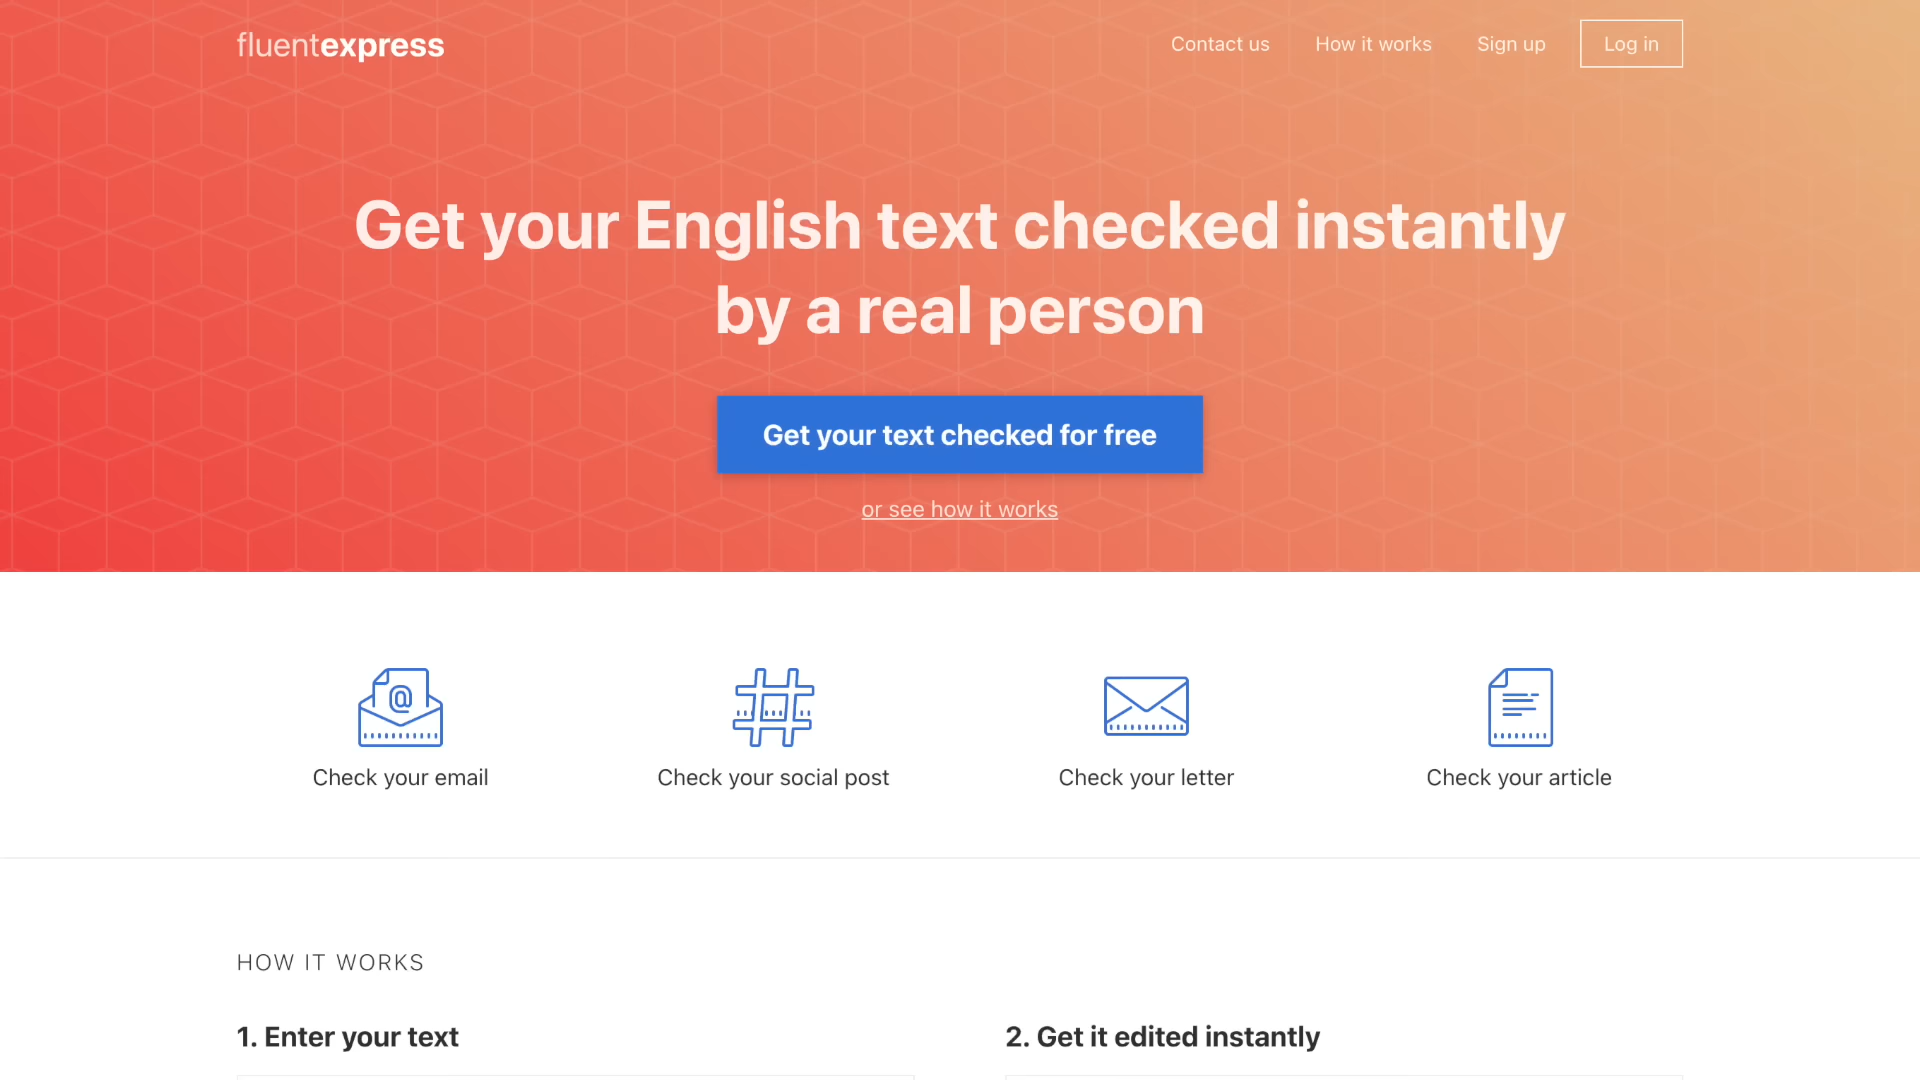 fluentexpress
Contact us
How it works
Sign up
Log in
Get your English text checked instantly
by a real person
Get your text checked for free
or see how it works
Check your email
Check your social post
Check your letter
Check your article
HOW IT WORKS
1. Enter your text
2. Get it edited instantly